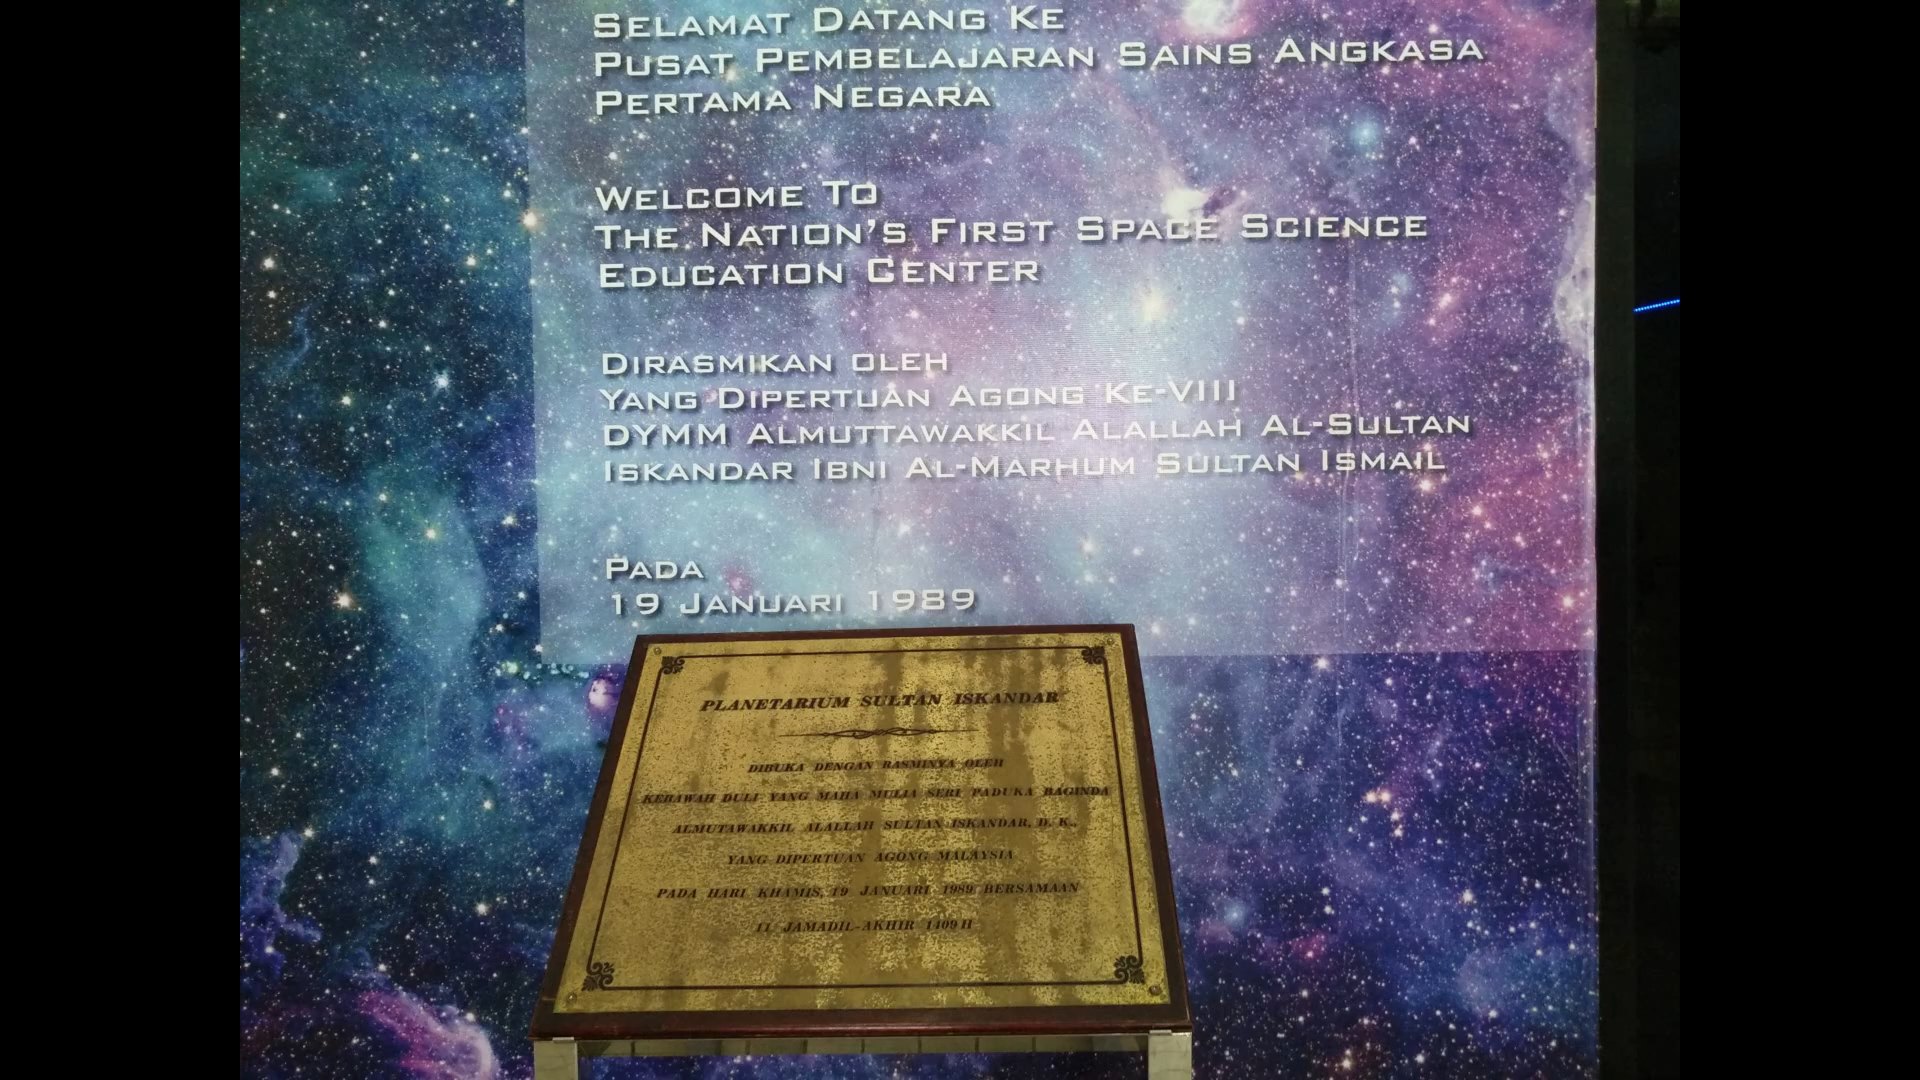 SELAMAT DATANG KE
PUSAT PEMBELAJARAN SAINS ANGKASA
PERTAMA NEGARA
WELCOME TO
THE NATION'S FIRST SPACE SCIENCE
EDUCATION CENTER
DIRASMIKAN OLEH
YANG DIPERTUAN AGONG KE-VIII
DYMM ALMUTTAWAKKIL ALALLAH AL-SULTAN
ISKANDAR IBNI AL-MARHUM SULTAN ISMAIL
PADA
19 JANUARI 1989
PLANETARIUM SULTAN ISKANDAR
DIBUKA DENGAN RASMINYA OLEH
KEBAWAH DULI YANG MAHA MULIA SERI PADUKA BAGINDA
ALMUTAWAKKIL ALALLAH SULTAN ISKANDAR, D. K.,
YANG DIPERTUAN AGONG MALAYSIA
PADA HARI KHAMIS, 19 JANUARI 1989 BERSAMAAN
11 JAMADIL-AKHIR 1409 H